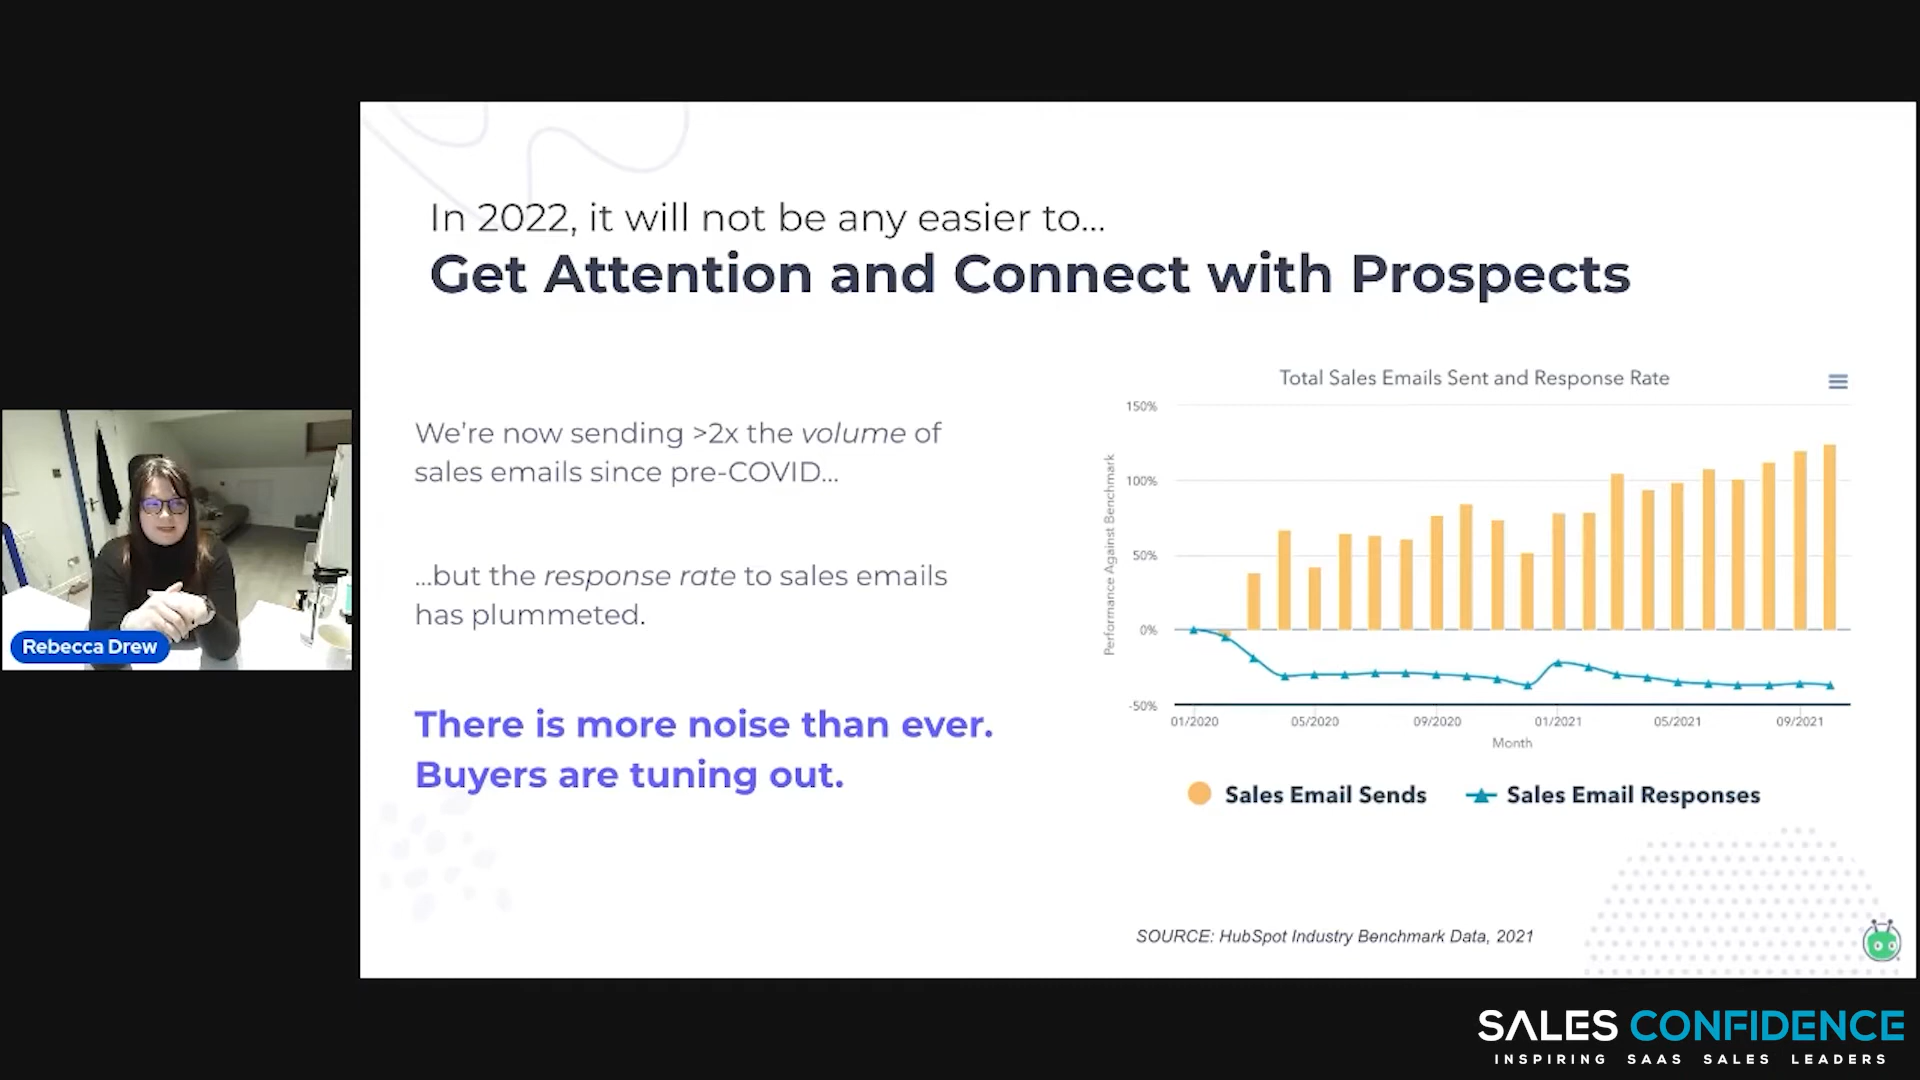 In 2022, it will not be any easier to...
Get Attention and Connect with Prospects
We're now sending >2x the volume of
sales emails since pre-COVID...
...but the response rate to sales emails
has plummeted.
There is more noise than ever.
Buyers are tuning out.
Total Sales Emails Sent and Response Rate
Performance Against Benchmark
150%
100%
50%
0%
-50%
01/2020
05/2020
09/2020
01/2021
05/2021
09/2021
Month
Sales Email Sends
Sales Email Responses
SOURCE: HubSpot Industry Benchmark Data, 2021
Rebecca Drew
SALES CONFIDENCE
INSPIRING SAAS SALES LEADERS